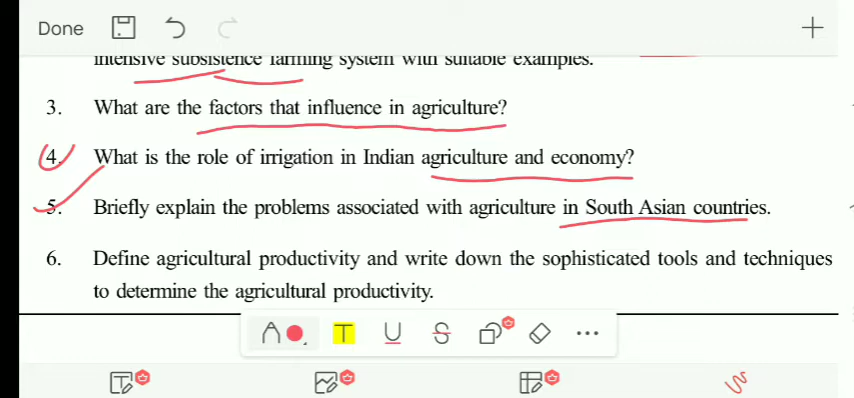 Done
intensive subsistence farming system with suitable examples.
3. What are the factors that influence in agriculture?
4. What is the role of irrigation in Indian agriculture and economy?
5. Briefly explain the problems associated with agriculture in South Asian countries.
6. Define agricultural productivity and write down the sophisticated tools and techniques
to determine the agricultural productivity.
T U S